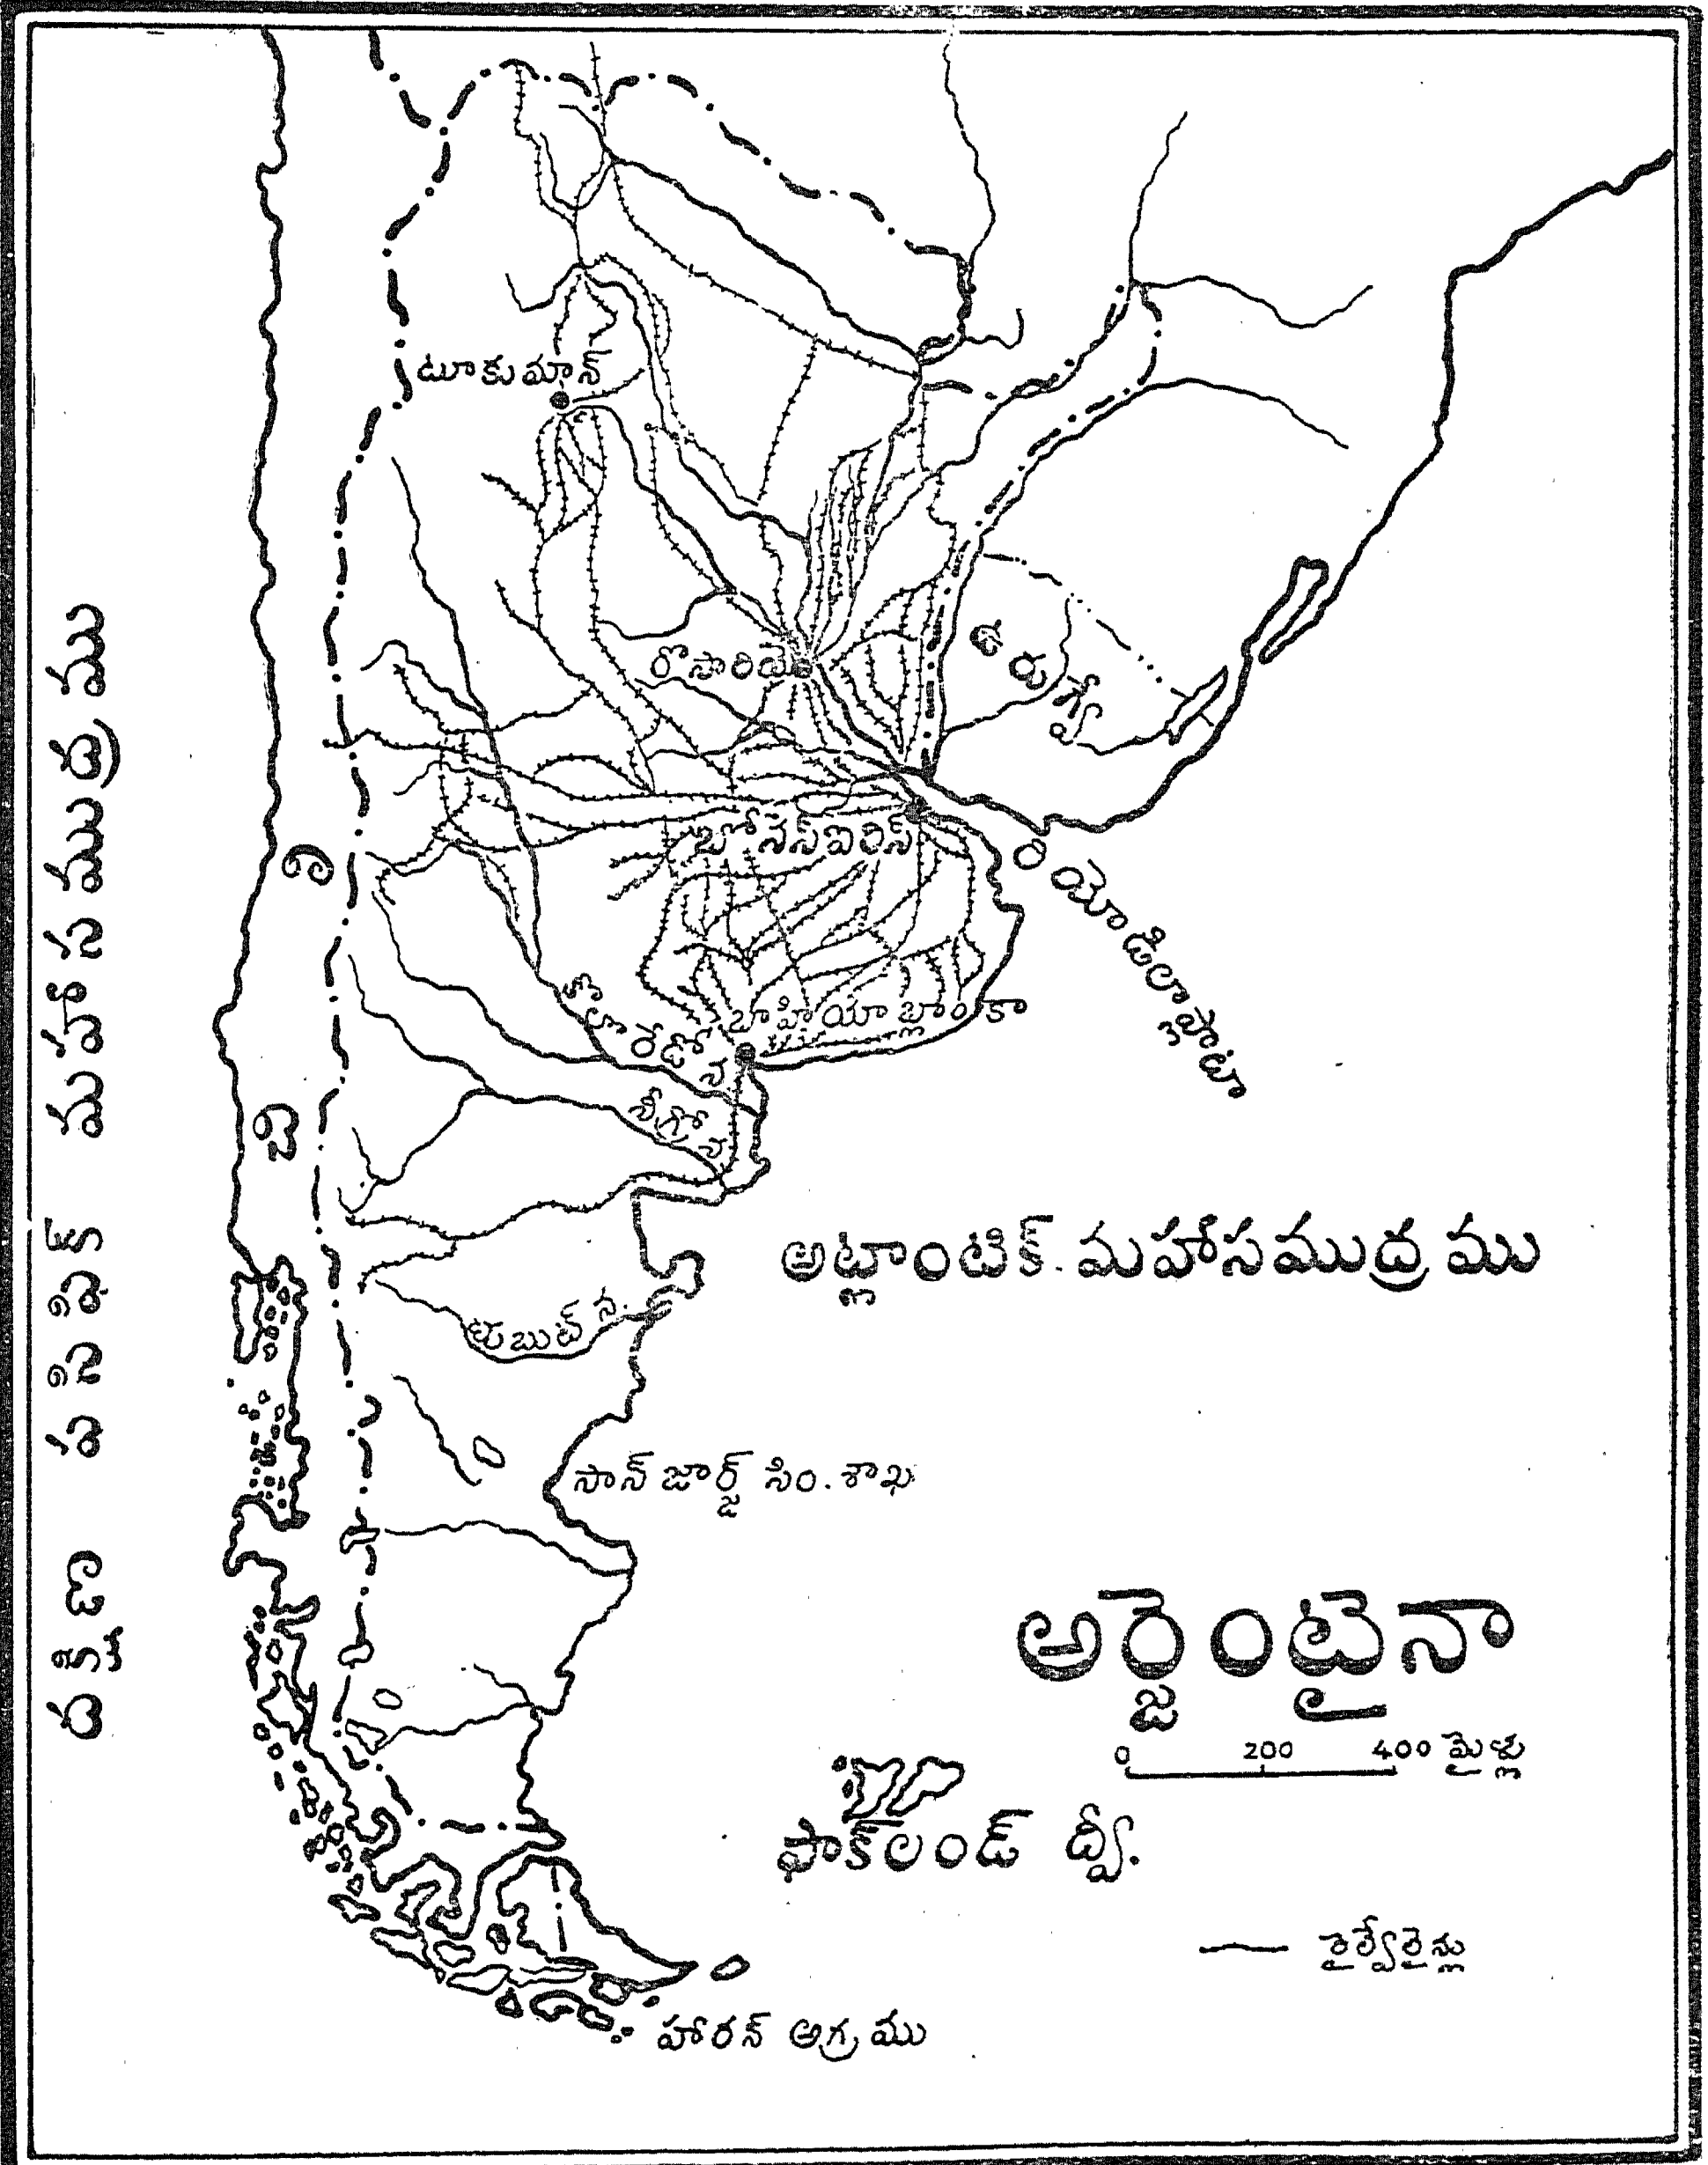 టూకుమాన్
రొసారియో
ఉరుగ్వే
బోనస్ఐరిస్
రియోడిలాప్లాటా
కొలరేడో న
బాహియాబ్లాంకా
నీగ్రో న
చిలీ
దక్షిణ పసిఫిక్ మహాసముద్రము
అట్లాంటిక్ మహాసముద్రము
చుబుట్ న.
సాన్ జార్జ్ సిం. శాఖ
అర్జెంటైనా
0 200 400 మైళ్లు
ఫాక్‌లండ్ ద్వీ.
రైల్వేలైన్లు
హారన్ అగ్రము